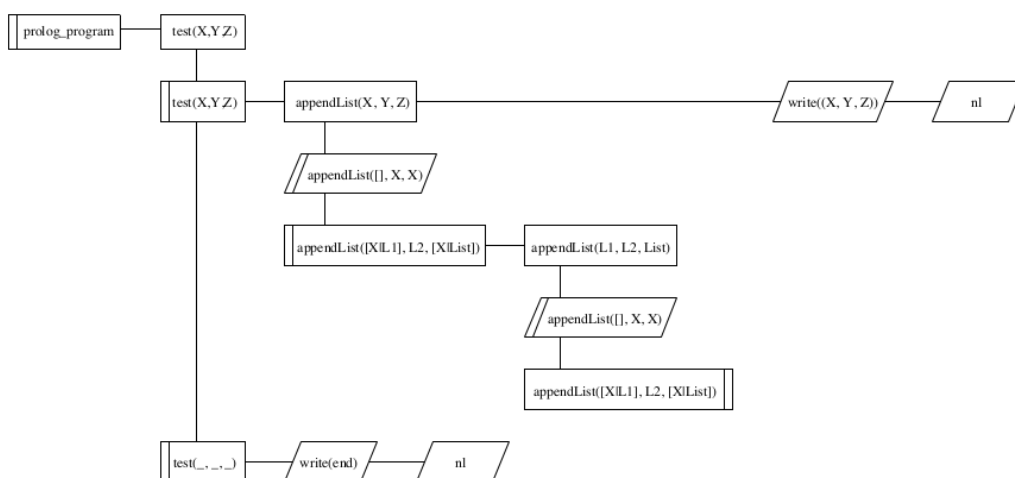 prolog_program
test(X,Y,Z)
test(X,Y,Z)
appendList(X, Y, Z)
write((X, Y, Z))
nl
appendList([], X, X)
appendList([X|L1], L2, [X|List])
appendList(L1, L2, List)
appendList([], X, X)
appendList([X|L1], L2, [X|List])
test(_, _, _)
write(end)
nl